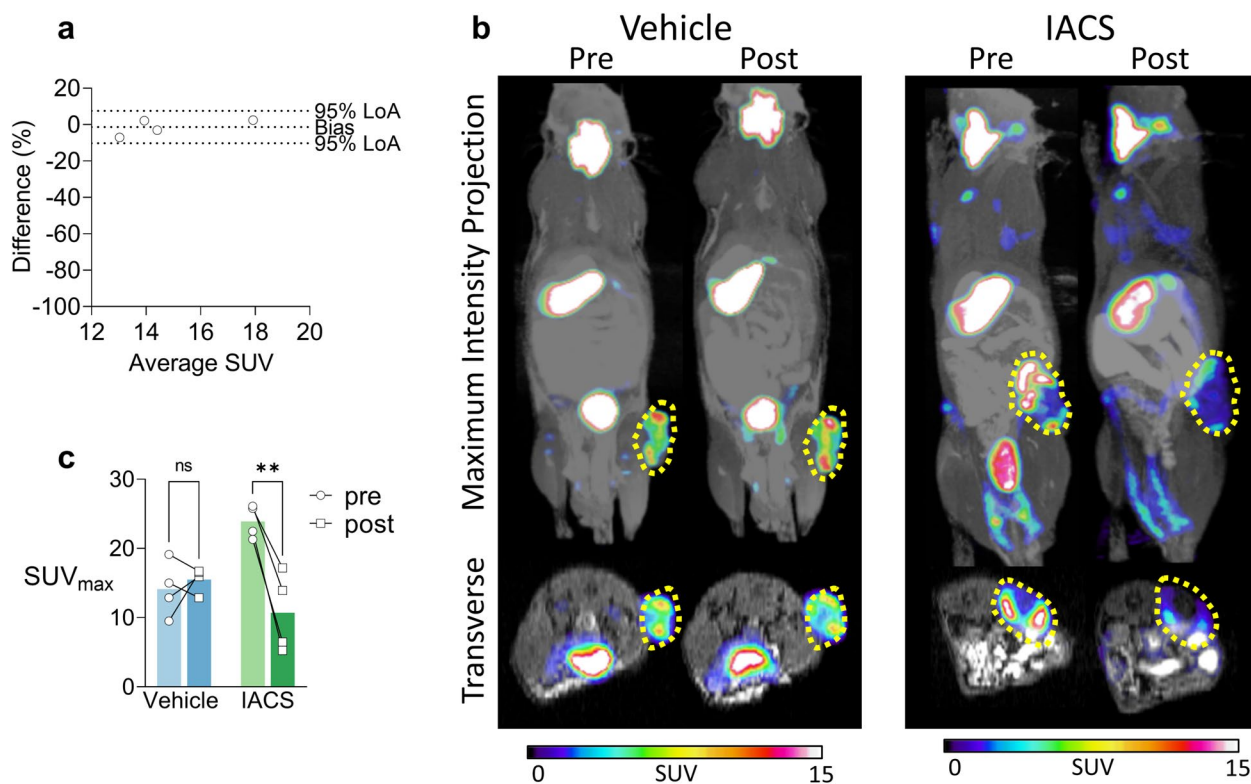 a
20
0
-20
-40
-60
-80
-100
Difference (%)
12 14 16 18 20
Average SUV
95% LoA
Bias
95% LoA
b
Vehicle
IACS
Pre
Post
Pre
Post
Maximum Intensity Projection
Transverse
0 SUV 15
0 SUV 15
c
30
20
10
0
SUVmax
ns
**
pre
post
Vehicle
IACS